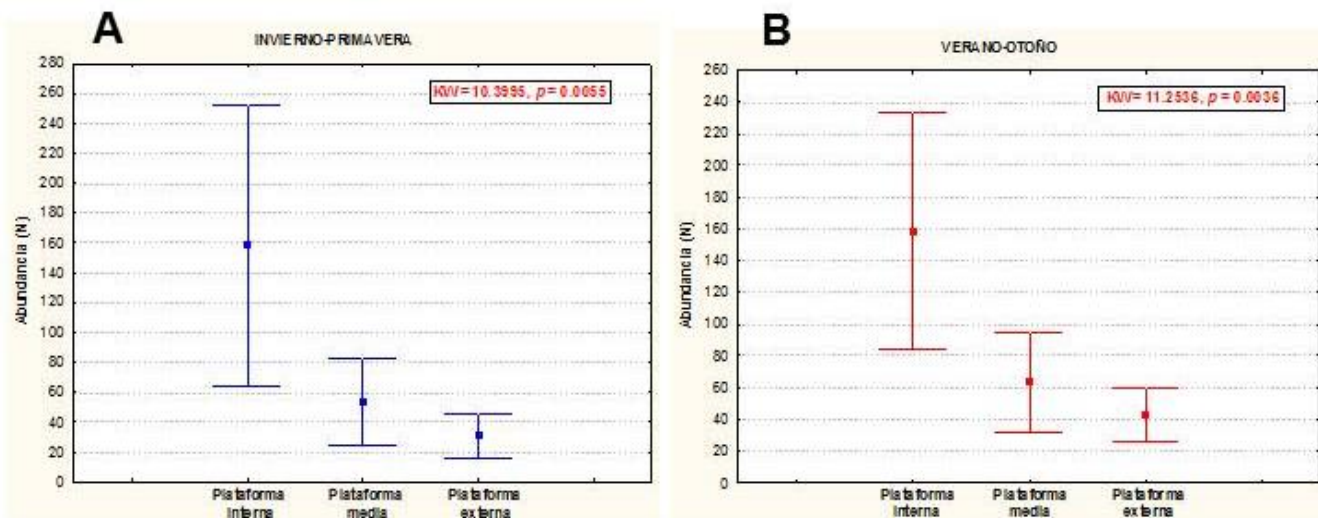 A
INVIERNO-PRIMAVERA
KW= 10.3995, p = 0.0055
Abundancia (N)
280
260
240
220
200
180
160
140
120
100
80
60
40
20
0
Plataforma interna
Plataforma media
Plataforma externa
B
VERANO-OTOÑO
KW= 11.2536, p = 0.0036
Abundancia (N)
260
240
220
200
180
160
140
120
100
80
60
40
20
0
Plataforma interna
Plataforma media
Plataforma externa